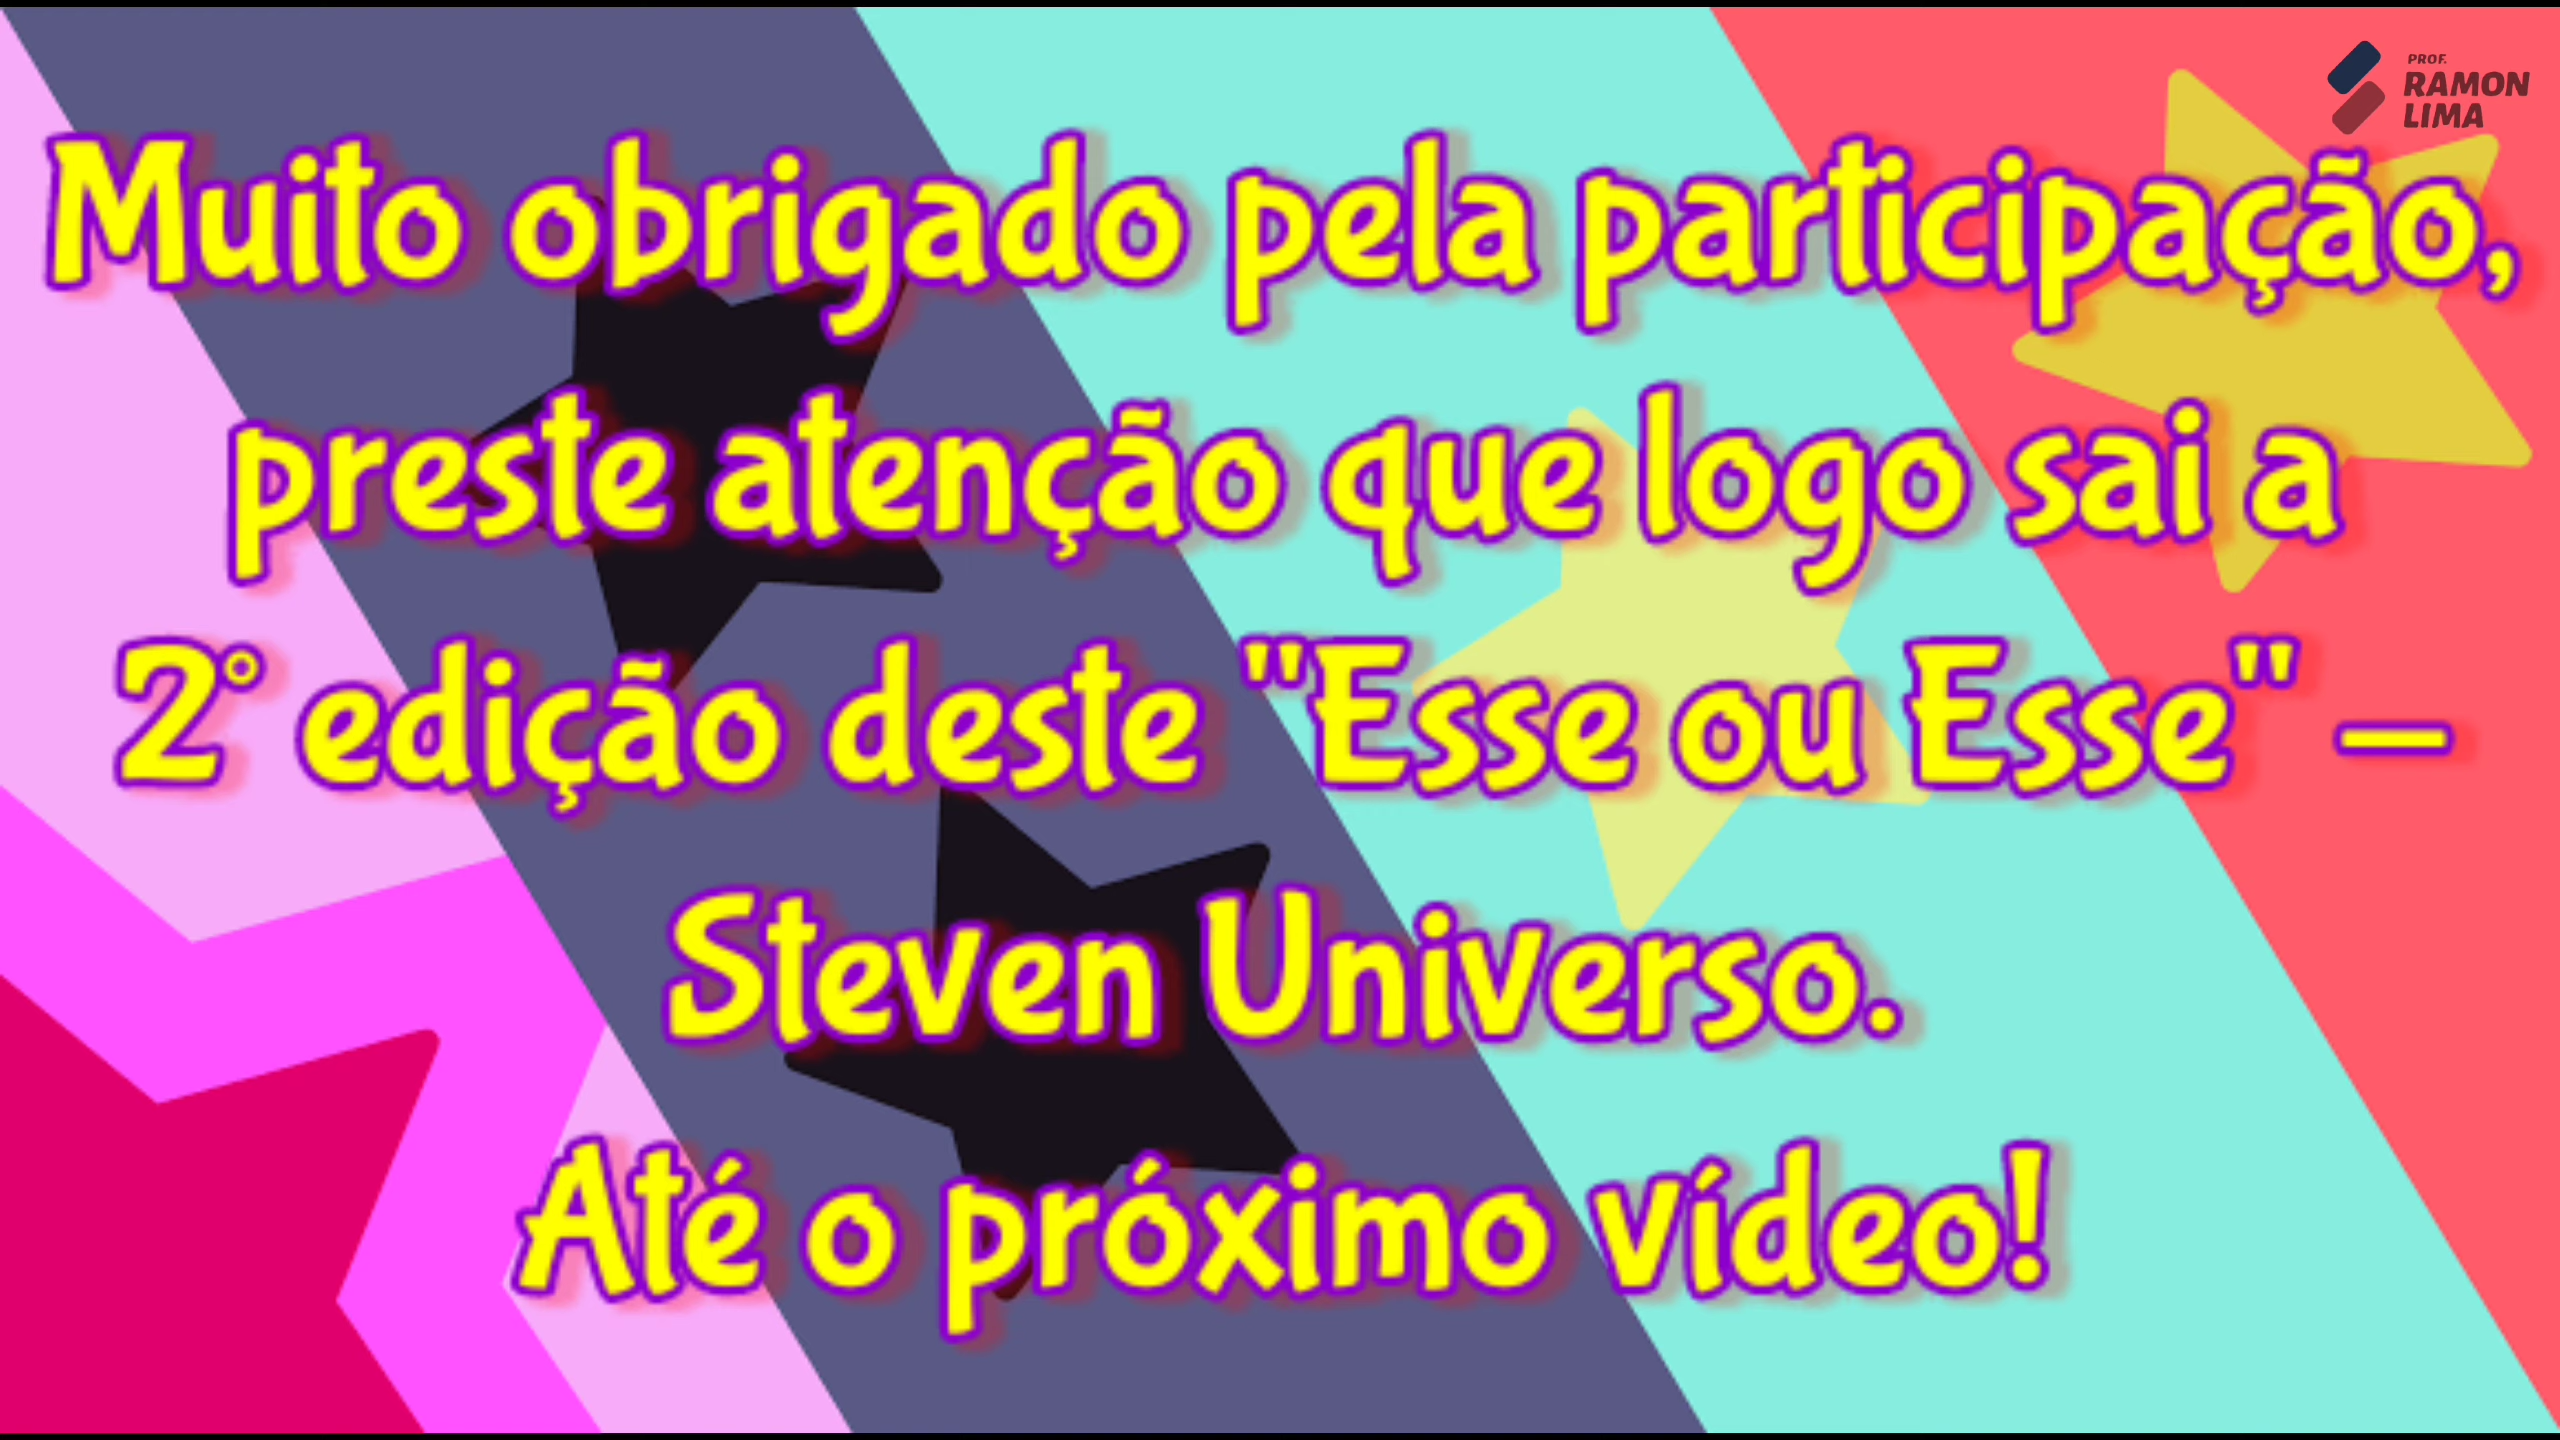 PROF.
RAMON
LIMA
Muito obrigado pela participação,
preste atenção que logo sai a
2° edição deste "Esse ou Esse" –
Steven Universo.
Até o próximo vídeo!